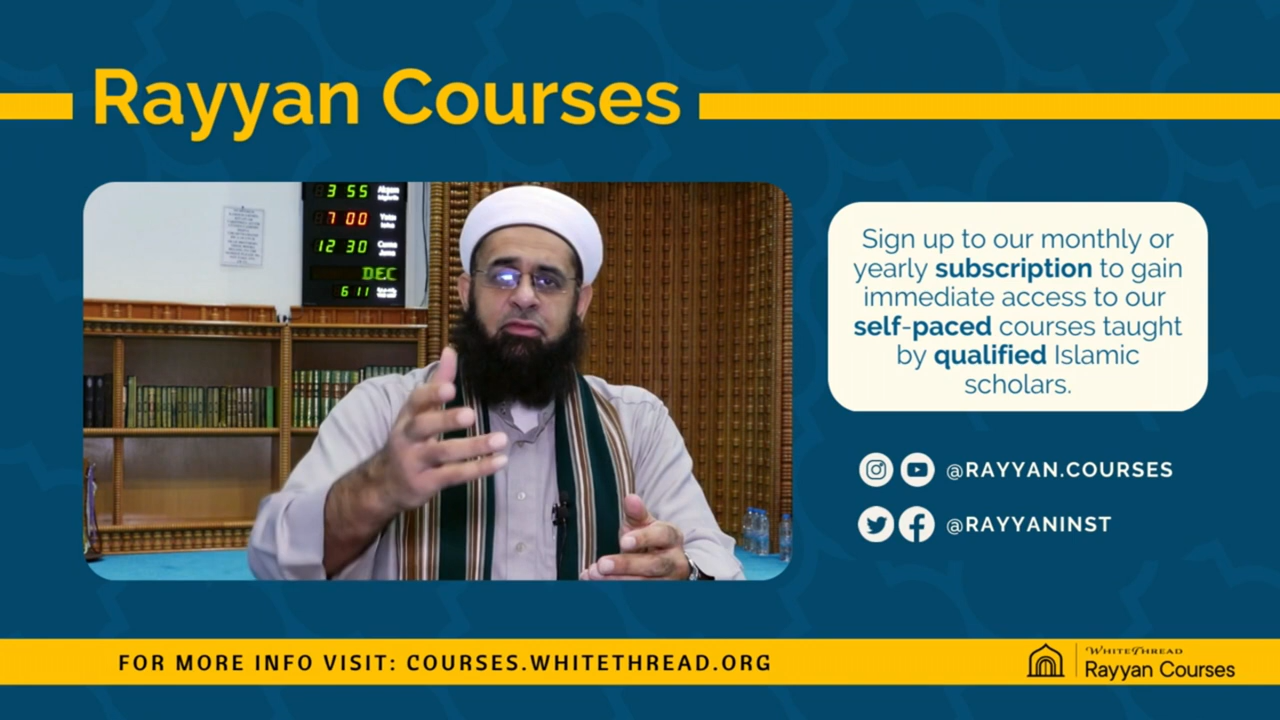 Rayyan Courses
3 55
7 00
12 30
DEC
6 11
Sign up to our monthly or
yearly subscription to gain
immediate access to our
self-paced courses taught
by qualified Islamic
scholars.
@RAYYAN.COURSES
@RAYYANINST
FOR MORE INFO VISIT: COURSES.WHITETHREAD.ORG
WHITETHREAD
Rayyan Courses